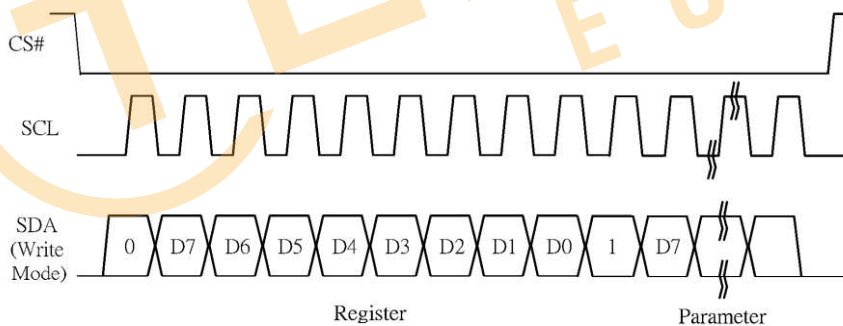 CS#
SCL
SDA
(Write
Mode)
0 D7 D6 D5 D4 D3 D2 D1 D0 1 D7
Register Parameter
E